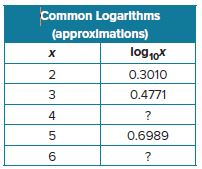 Common Logarithms
(approximations)
x log₁₀x
2 0.3010
3 0.4771
4 ?
5 0.6989
6 ?